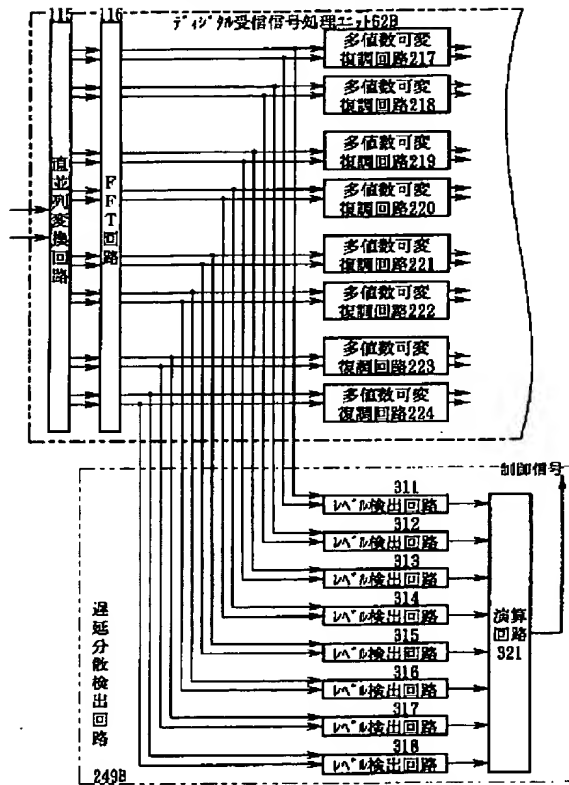 115
116
ディジタル受信信号処理ユニット62B
直並列変換回路
FFT回路
多値数可変
復調回路217
多値数可変
復調回路218
多値数可変
復調回路219
多値数可変
復調回路220
多値数可変
復調回路221
多値数可変
復調回路222
多値数可変
復調回路223
多値数可変
復調回路224
制御信号
311
レベル検出回路
312
レベル検出回路
313
レベル検出回路
314
レベル検出回路
315
レベル検出回路
316
レベル検出回路
317
レベル検出回路
318
レベル検出回路
演算
回路
321
遅延分散検出回路
249B